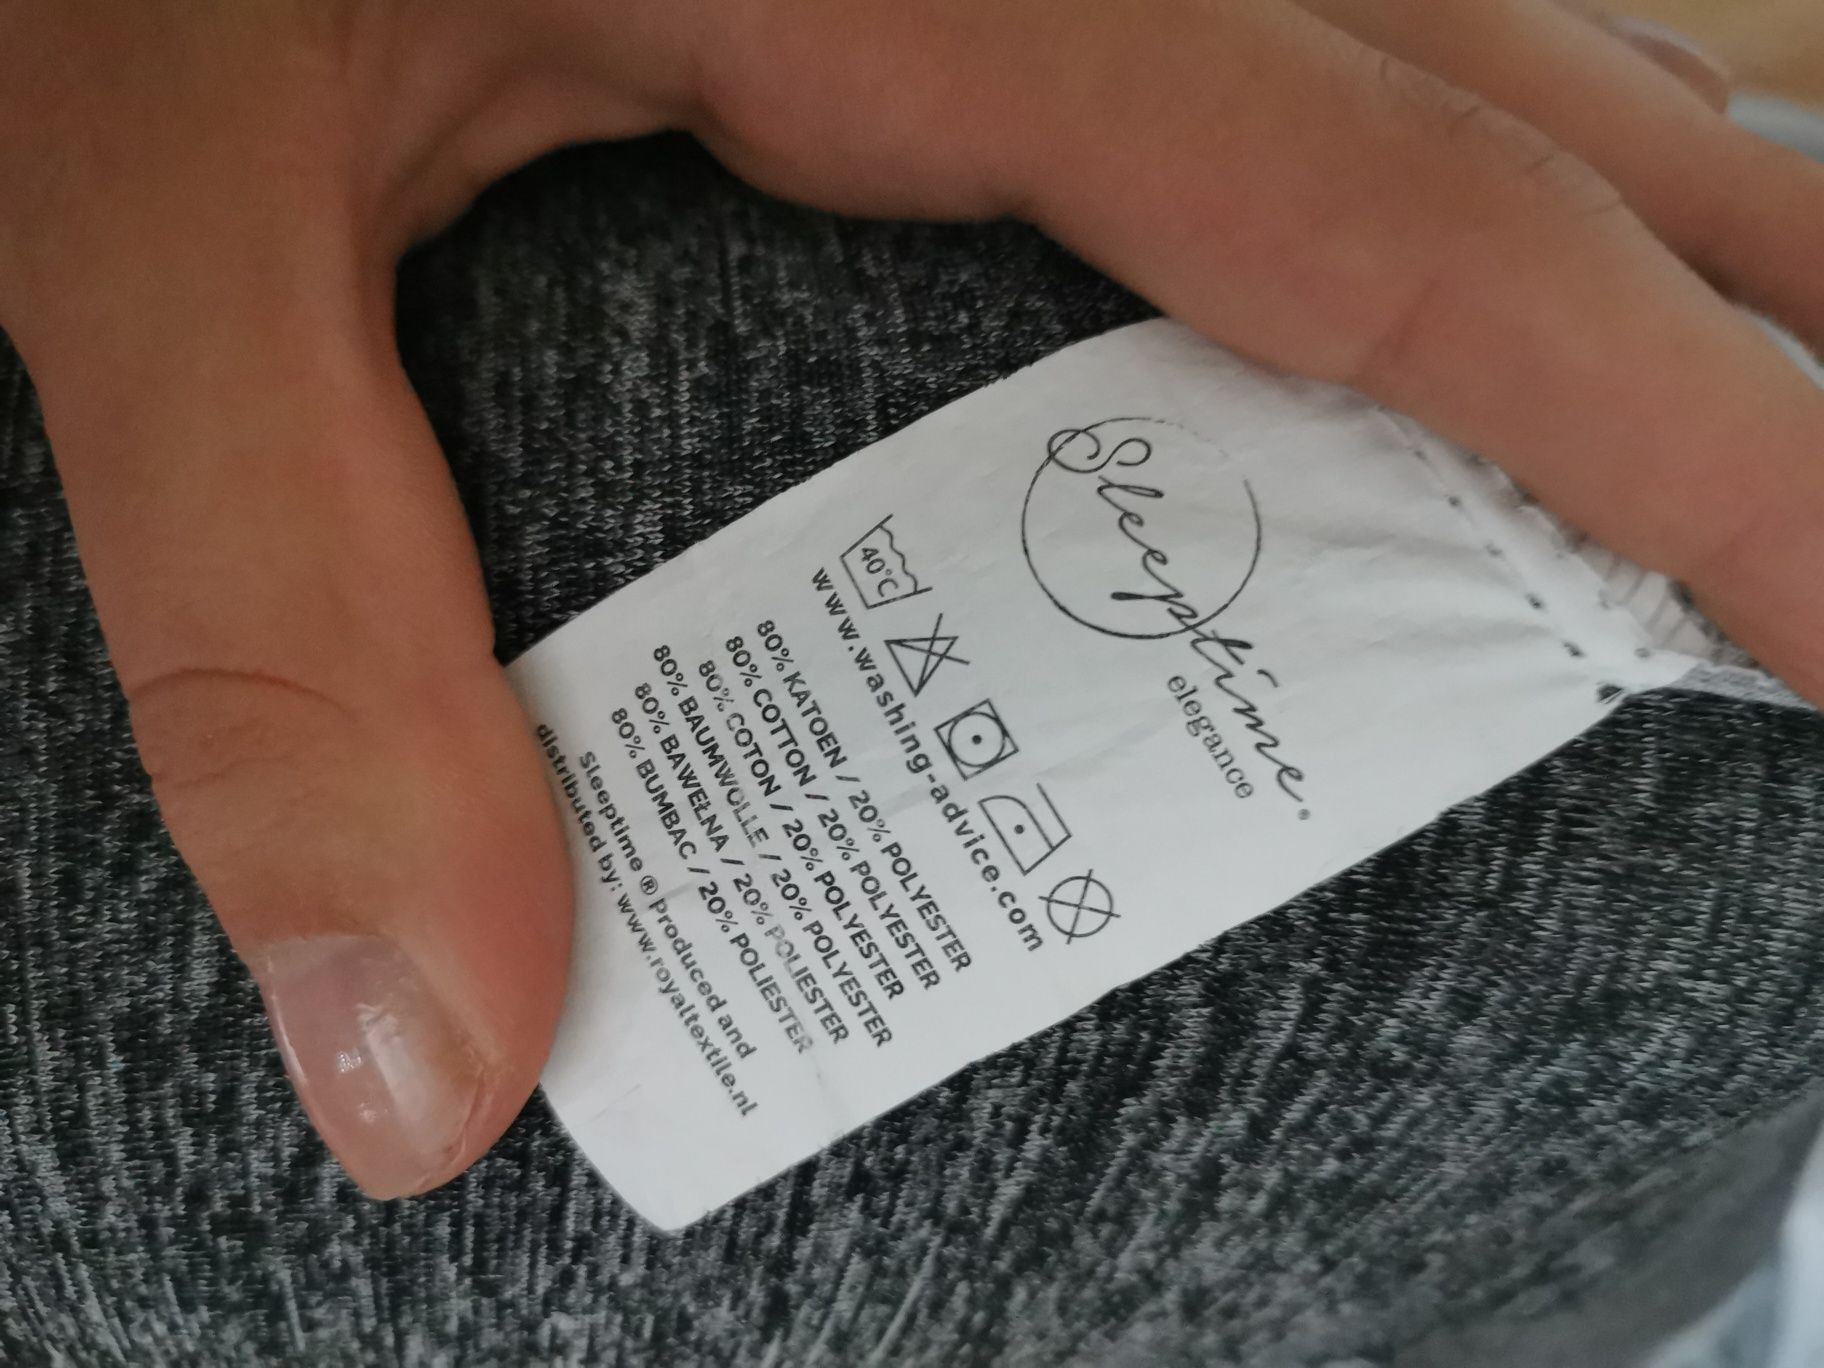 Sleeptime®
elegance
40°C
www.washing-advice.com
80% KATOEN / 20% POLYESTER
80% COTTON / 20% POLYESTER
80% COTON / 20% POLYESTER
80% BAUMWOLLE / 20% POLYESTER
80% BAWEŁNA / 20% POLIESTER
80% BUMBAC / 20% POLIESTER
Sleeptime ® produced and
distributed by: www.royaltextile.nl